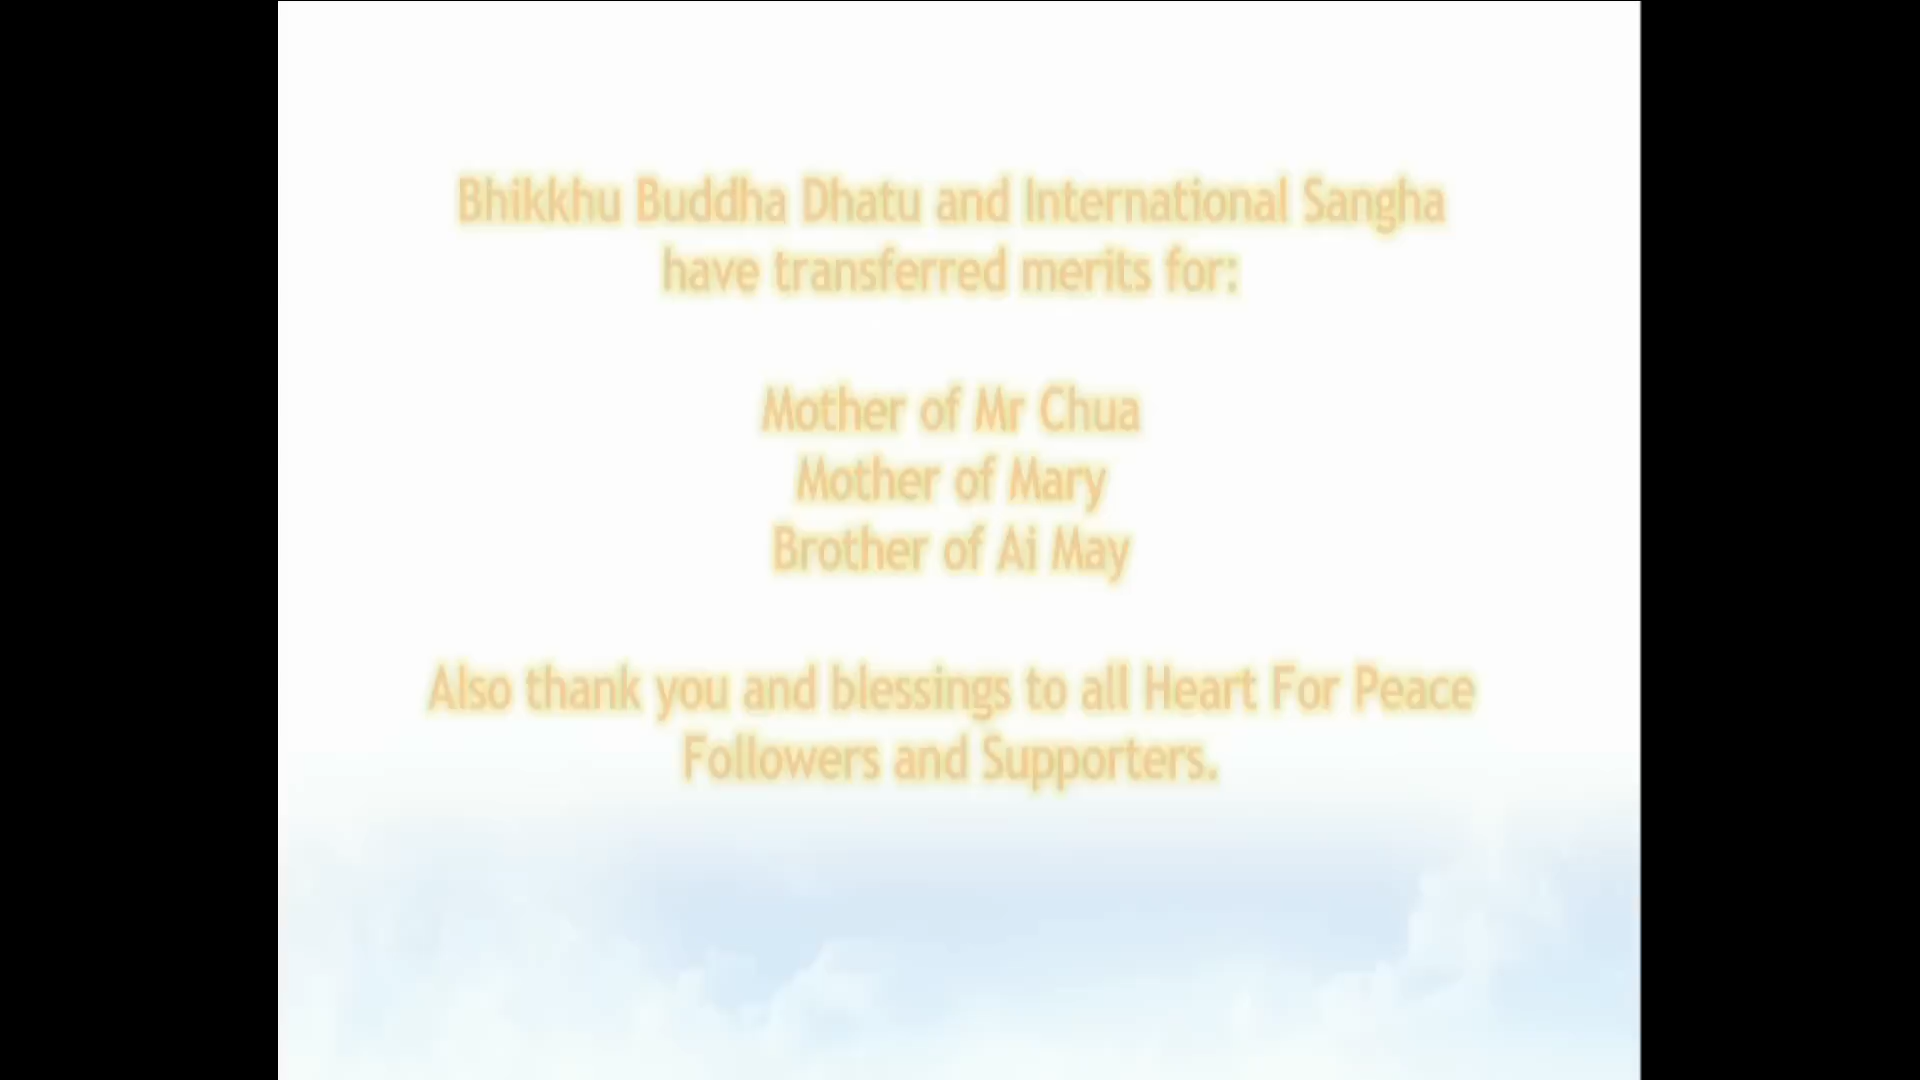 Bhikkhu Buddha Dhatu and International Sangha
have transferred merits for:
Mother of Mr Chua
Mother of Mary
Brother of Ai May
Also thank you and blessings to all Heart For Peace
Followers and Supporters.